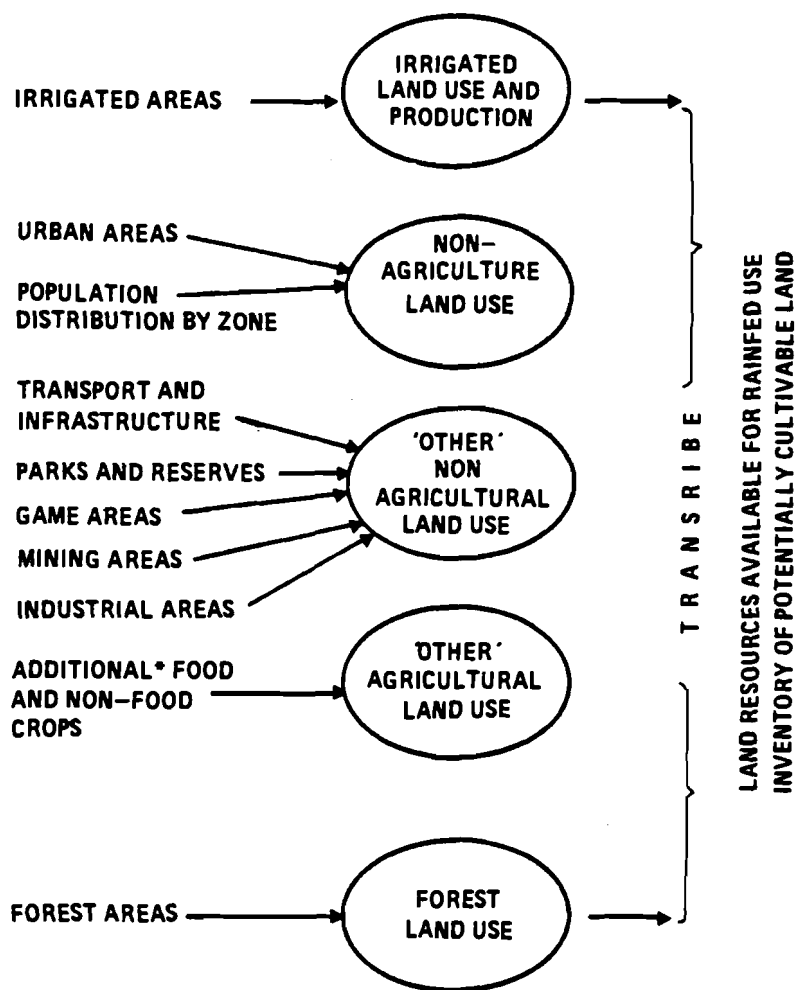 IRRIGATED AREAS
IRRIGATED
LAND USE AND
PRODUCTION
URBAN AREAS
POPULATION
DISTRIBUTION BY ZONE
NON-
AGRICULTURE
LAND USE
TRANSPORT AND
INFRASTRUCTURE
PARKS AND RESERVES
GAME AREAS
MINING AREAS
INDUSTRIAL AREAS
'OTHER'
NON
AGRICULTURAL
LAND USE
ADDITIONAL* FOOD
AND NON-FOOD
CROPS
'OTHER'
AGRICULTURAL
LAND USE
FOREST AREAS
FOREST
LAND USE
TRANSRIBE
LAND RESOURCES AVAILABLE FOR RAINFED USE
INVENTORY OF POTENTIALLY CULTIVABLE LAND